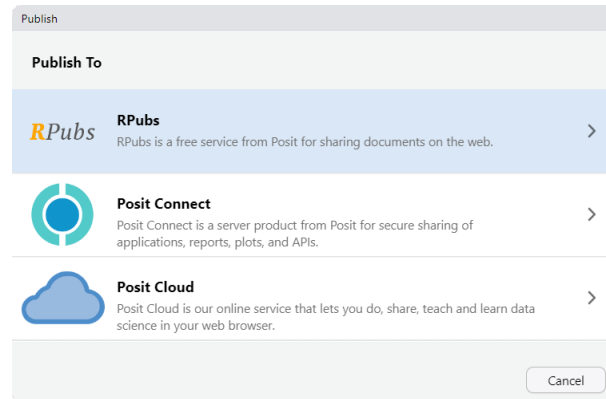 Publish
Publish To
RPubs
RPubs
RPubs is a free service from Posit for sharing documents on the web.
Posit Connect
Posit Connect is a server product from Posit for secure sharing of
applications, reports, plots, and APIs.
Posit Cloud
Posit Cloud is our online service that lets you do, share, teach and learn data
science in your web browser.
Cancel